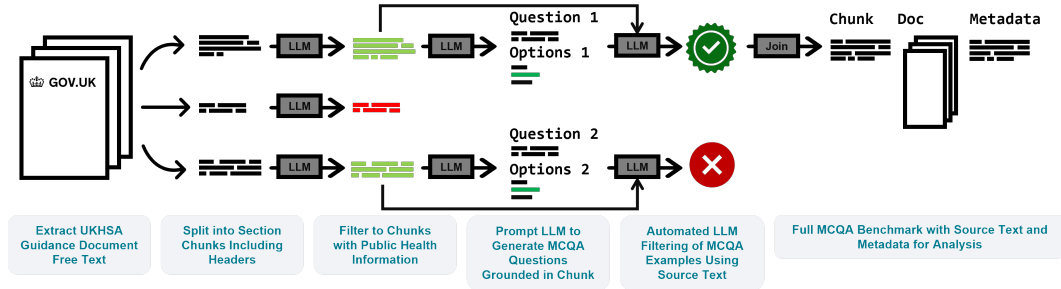 GOV.UK
LLM
LLM
Question 1
Options 1
LLM
Join
Chunk
Doc
Metadata
LLM
LLM
LLM
Question 2
Options 2
LLM
Extract UKHSA
Guidance Document
Free Text
Split into Section
Chunks Including
Headers
Filter to Chunks
with Public Health
Information
Prompt LLM to
Generate MCQA
Questions
Grounded in Chunk
Automated LLM
Filtering of MCQA
Examples Using
Source Text
Full MCQA Benchmark with Source Text and
Metadata for Analysis